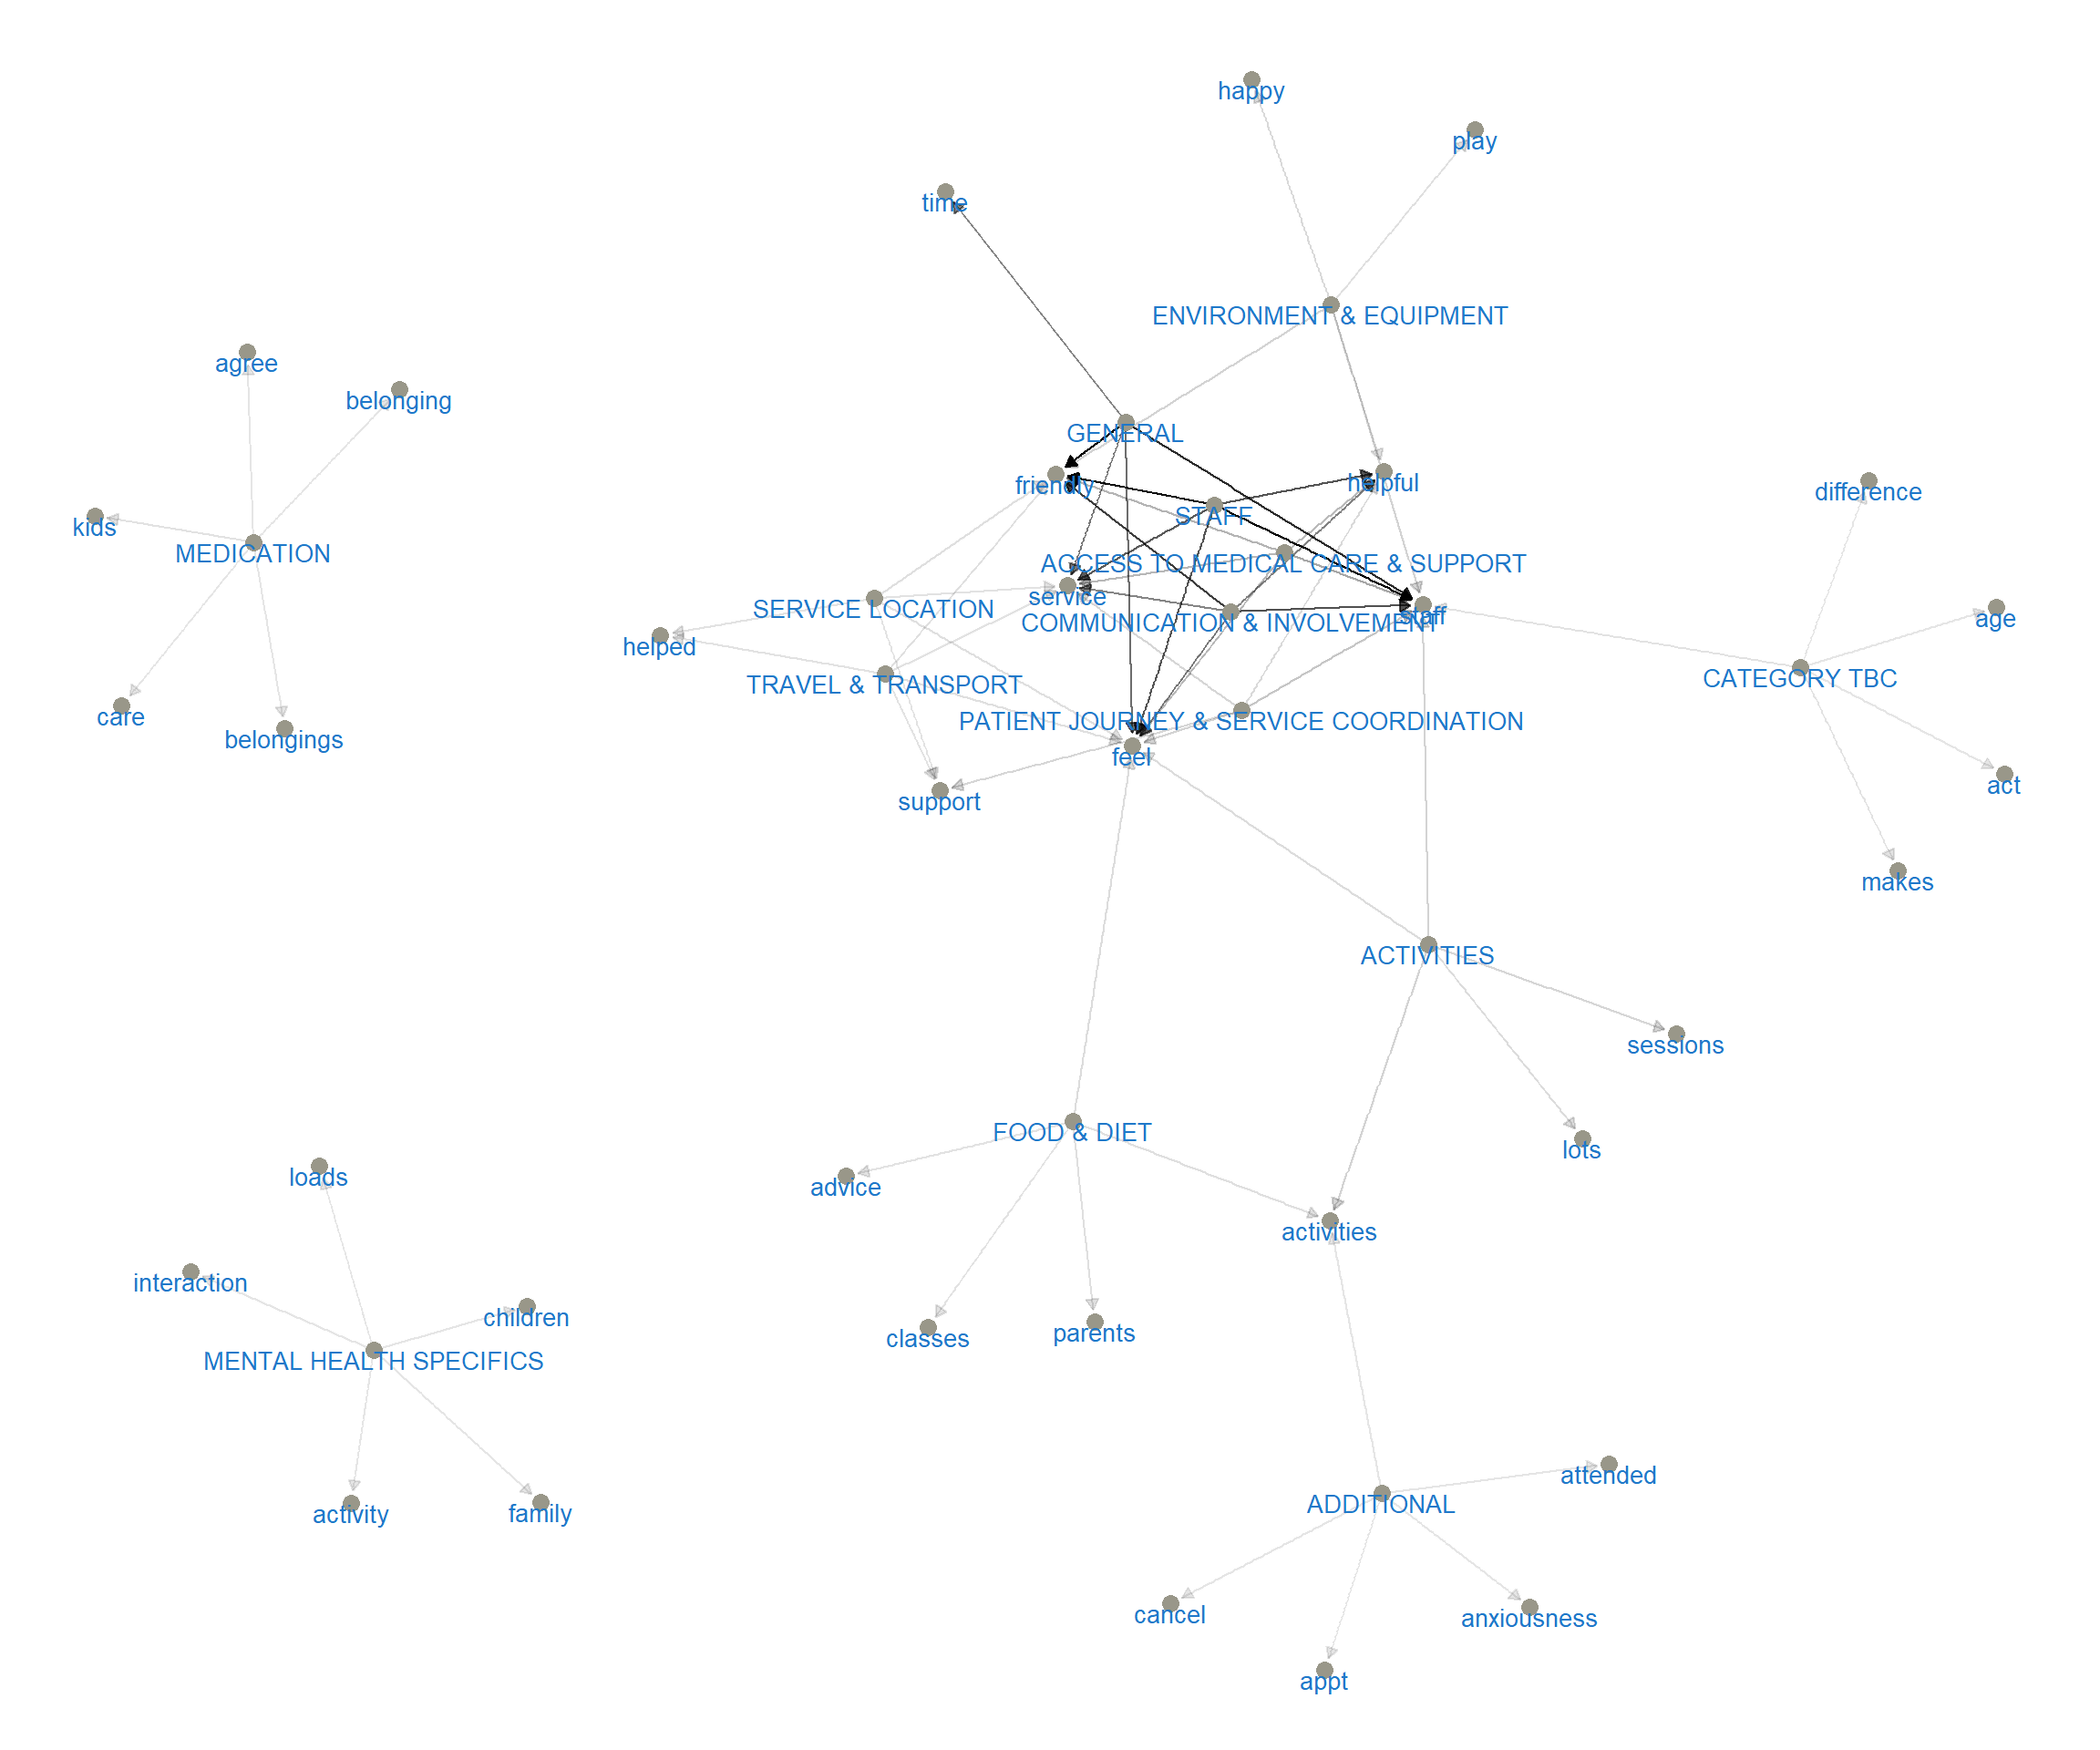 happy
play
time
ENVIRONMENT & EQUIPMENT
agree
belonging
GENERAL
friendly
helpful
difference
STAFF
kids
MEDICATION
ACCESS TO MEDICAL CARE & SUPPORT
service
SERVICE LOCATION
COMMUNICATION & INVOLVEMENT
staff
age
helped
CATEGORY TBC
TRAVEL & TRANSPORT
care
PATIENT JOURNEY & SERVICE COORDINATION
belongings
feel
act
support
makes
ACTIVITIES
sessions
FOOD & DIET
lots
loads
advice
activities
interaction
children
classes
parents
MENTAL HEALTH SPECIFICS
attended
ADDITIONAL
activity
family
cancel
anxiousness
appt